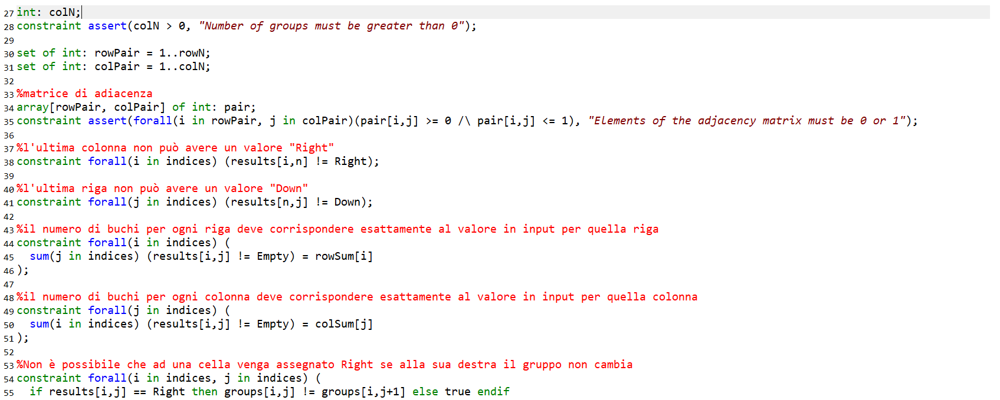 27 int: colN;
28 constraint assert(colN > 0, "Number of groups must be greater than 0");
29
30 set of int: rowPair = 1..rowN;
31 set of int: colPair = 1..colN;
32
33 %matrice di adiacenza
34 array[rowPair, colPair] of int: pair;
35 constraint assert(forall(i in rowPair, j in colPair)(pair[i,j] >= 0 /\ pair[i,j] <= 1), "Elements of the adjacency matrix must be 0 or 1");
36
37 %l'ultima colonna non può avere un valore "Right"
38 constraint forall(i in indices) (results[i,n] != Right);
39
40 %l'ultima riga non può avere un valore "Down"
41 constraint forall(j in indices) (results[n,j] != Down);
42
43 %il numero di buchi per ogni riga deve corrispondere esattamente al valore in input per quella riga
44 constraint forall(i in indices) (
45   sum(j in indices) (results[i,j] != Empty) = rowSum[i]
46 );
47
48 %il numero di buchi per ogni colonna deve corrispondere esattamente al valore in input per quella colonna
49 constraint forall(j in indices) (
50   sum(i in indices) (results[i,j] != Empty) = colSum[j]
51 );
52
53 %Non è possibile che ad una cella venga assegnato Right se alla sua destra il gruppo non cambia
54 constraint forall(i in indices, j in indices) (
55   if results[i,j] == Right then groups[i,j] != groups[i,j+1] else true endif